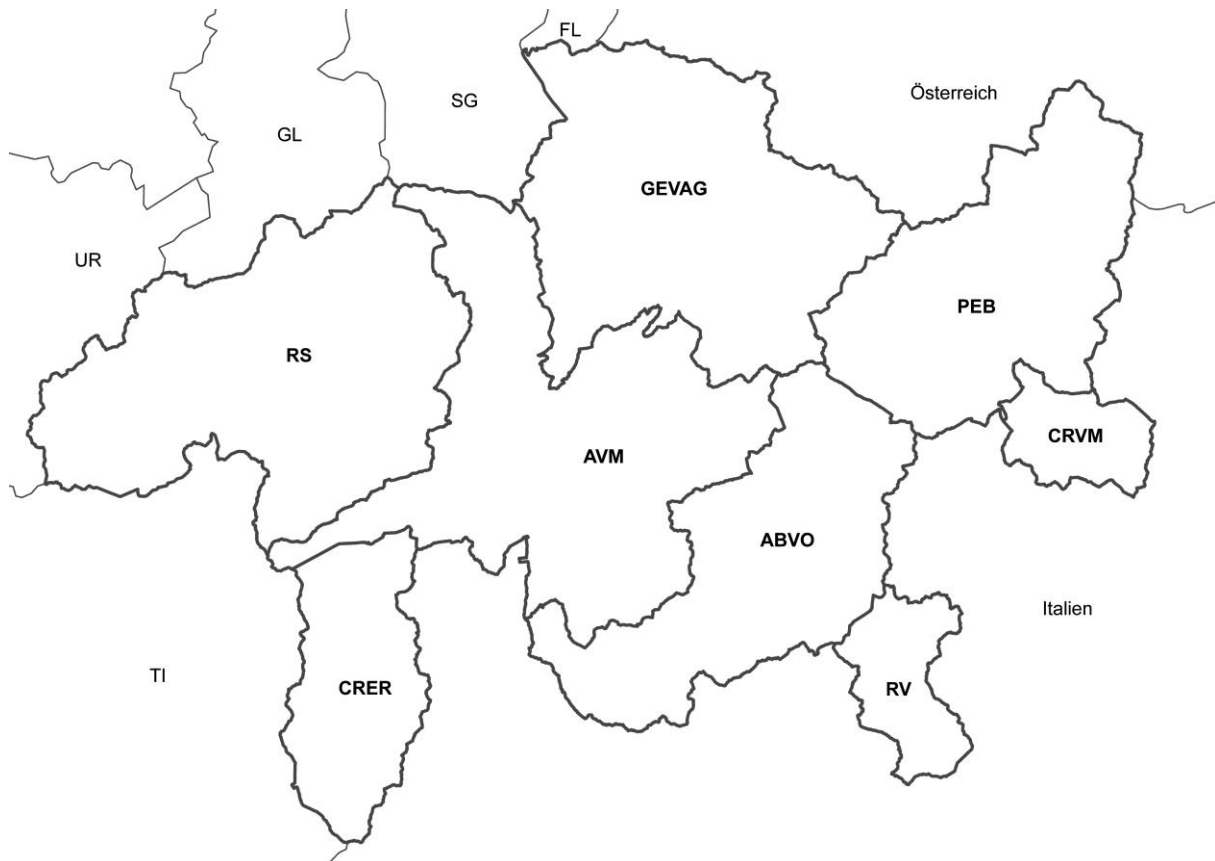 FL
Österreich
SG
GL
GEVAG
UR
PEB
RS
CRVM
AVM
ABVO
Italien
TI
CRER
RV